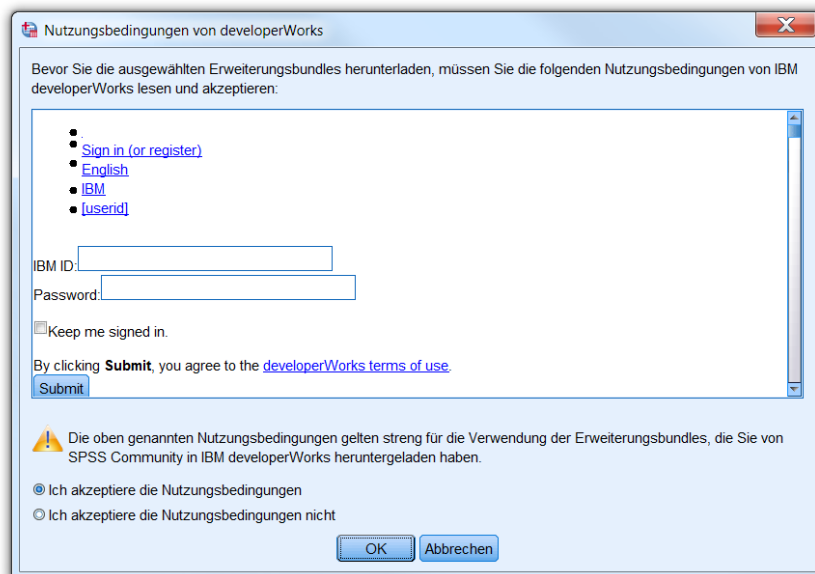 Nutzungsbedingungen von developerWorks
Bevor Sie die ausgewählten Erweiterungsbundles herunterladen, müssen Sie die folgenden Nutzungsbedingungen von IBM
developerWorks lesen und akzeptieren:
.
Sign in (or register)
English
IBM
[userid]
IBM ID:
Password:
Keep me signed in.
By clicking Submit, you agree to the developerWorks terms of use.
Submit
Die oben genannten Nutzungsbedingungen gelten streng für die Verwendung der Erweiterungsbundles, die Sie von
SPSS Community in IBM developerWorks heruntergeladen haben.
Ich akzeptiere die Nutzungsbedingungen
Ich akzeptiere die Nutzungsbedingungen nicht
OK Abbrechen